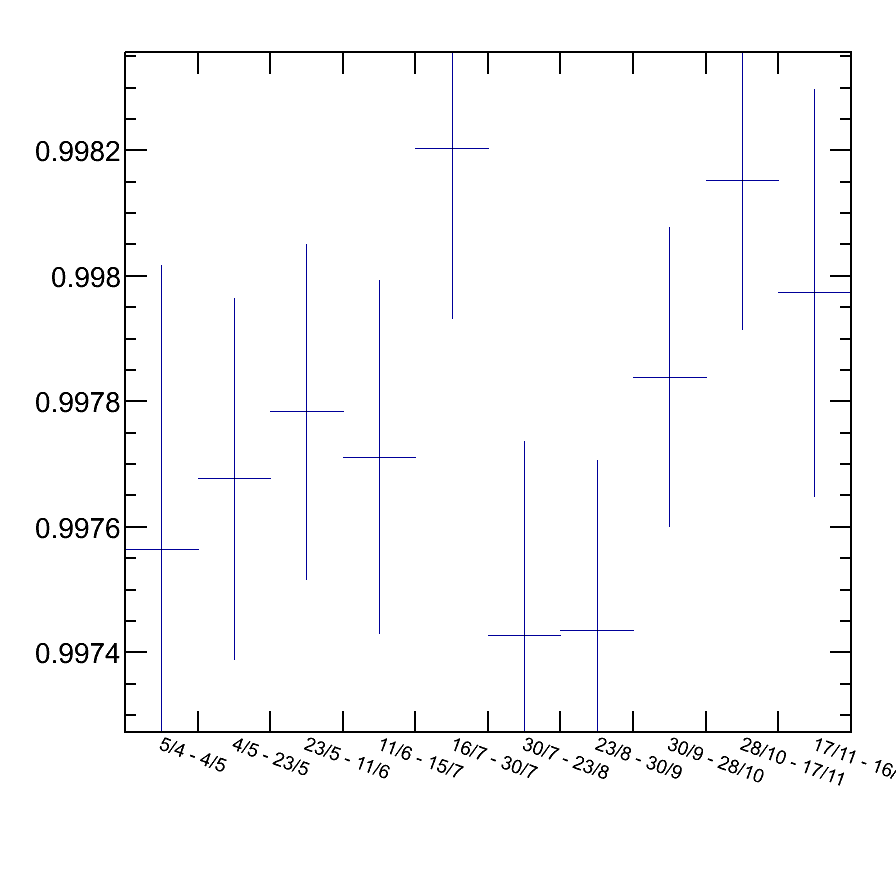 0.9982
0.998
0.9978
0.9976
0.9974
5/4 - 4/5
4/5 - 23/5
23/5 - 11/6
11/6 - 15/7
16/7 - 30/7
30/7 - 23/8
23/8 - 30/9
30/9 - 28/10
28/10 - 17/11
17/11 - 16/